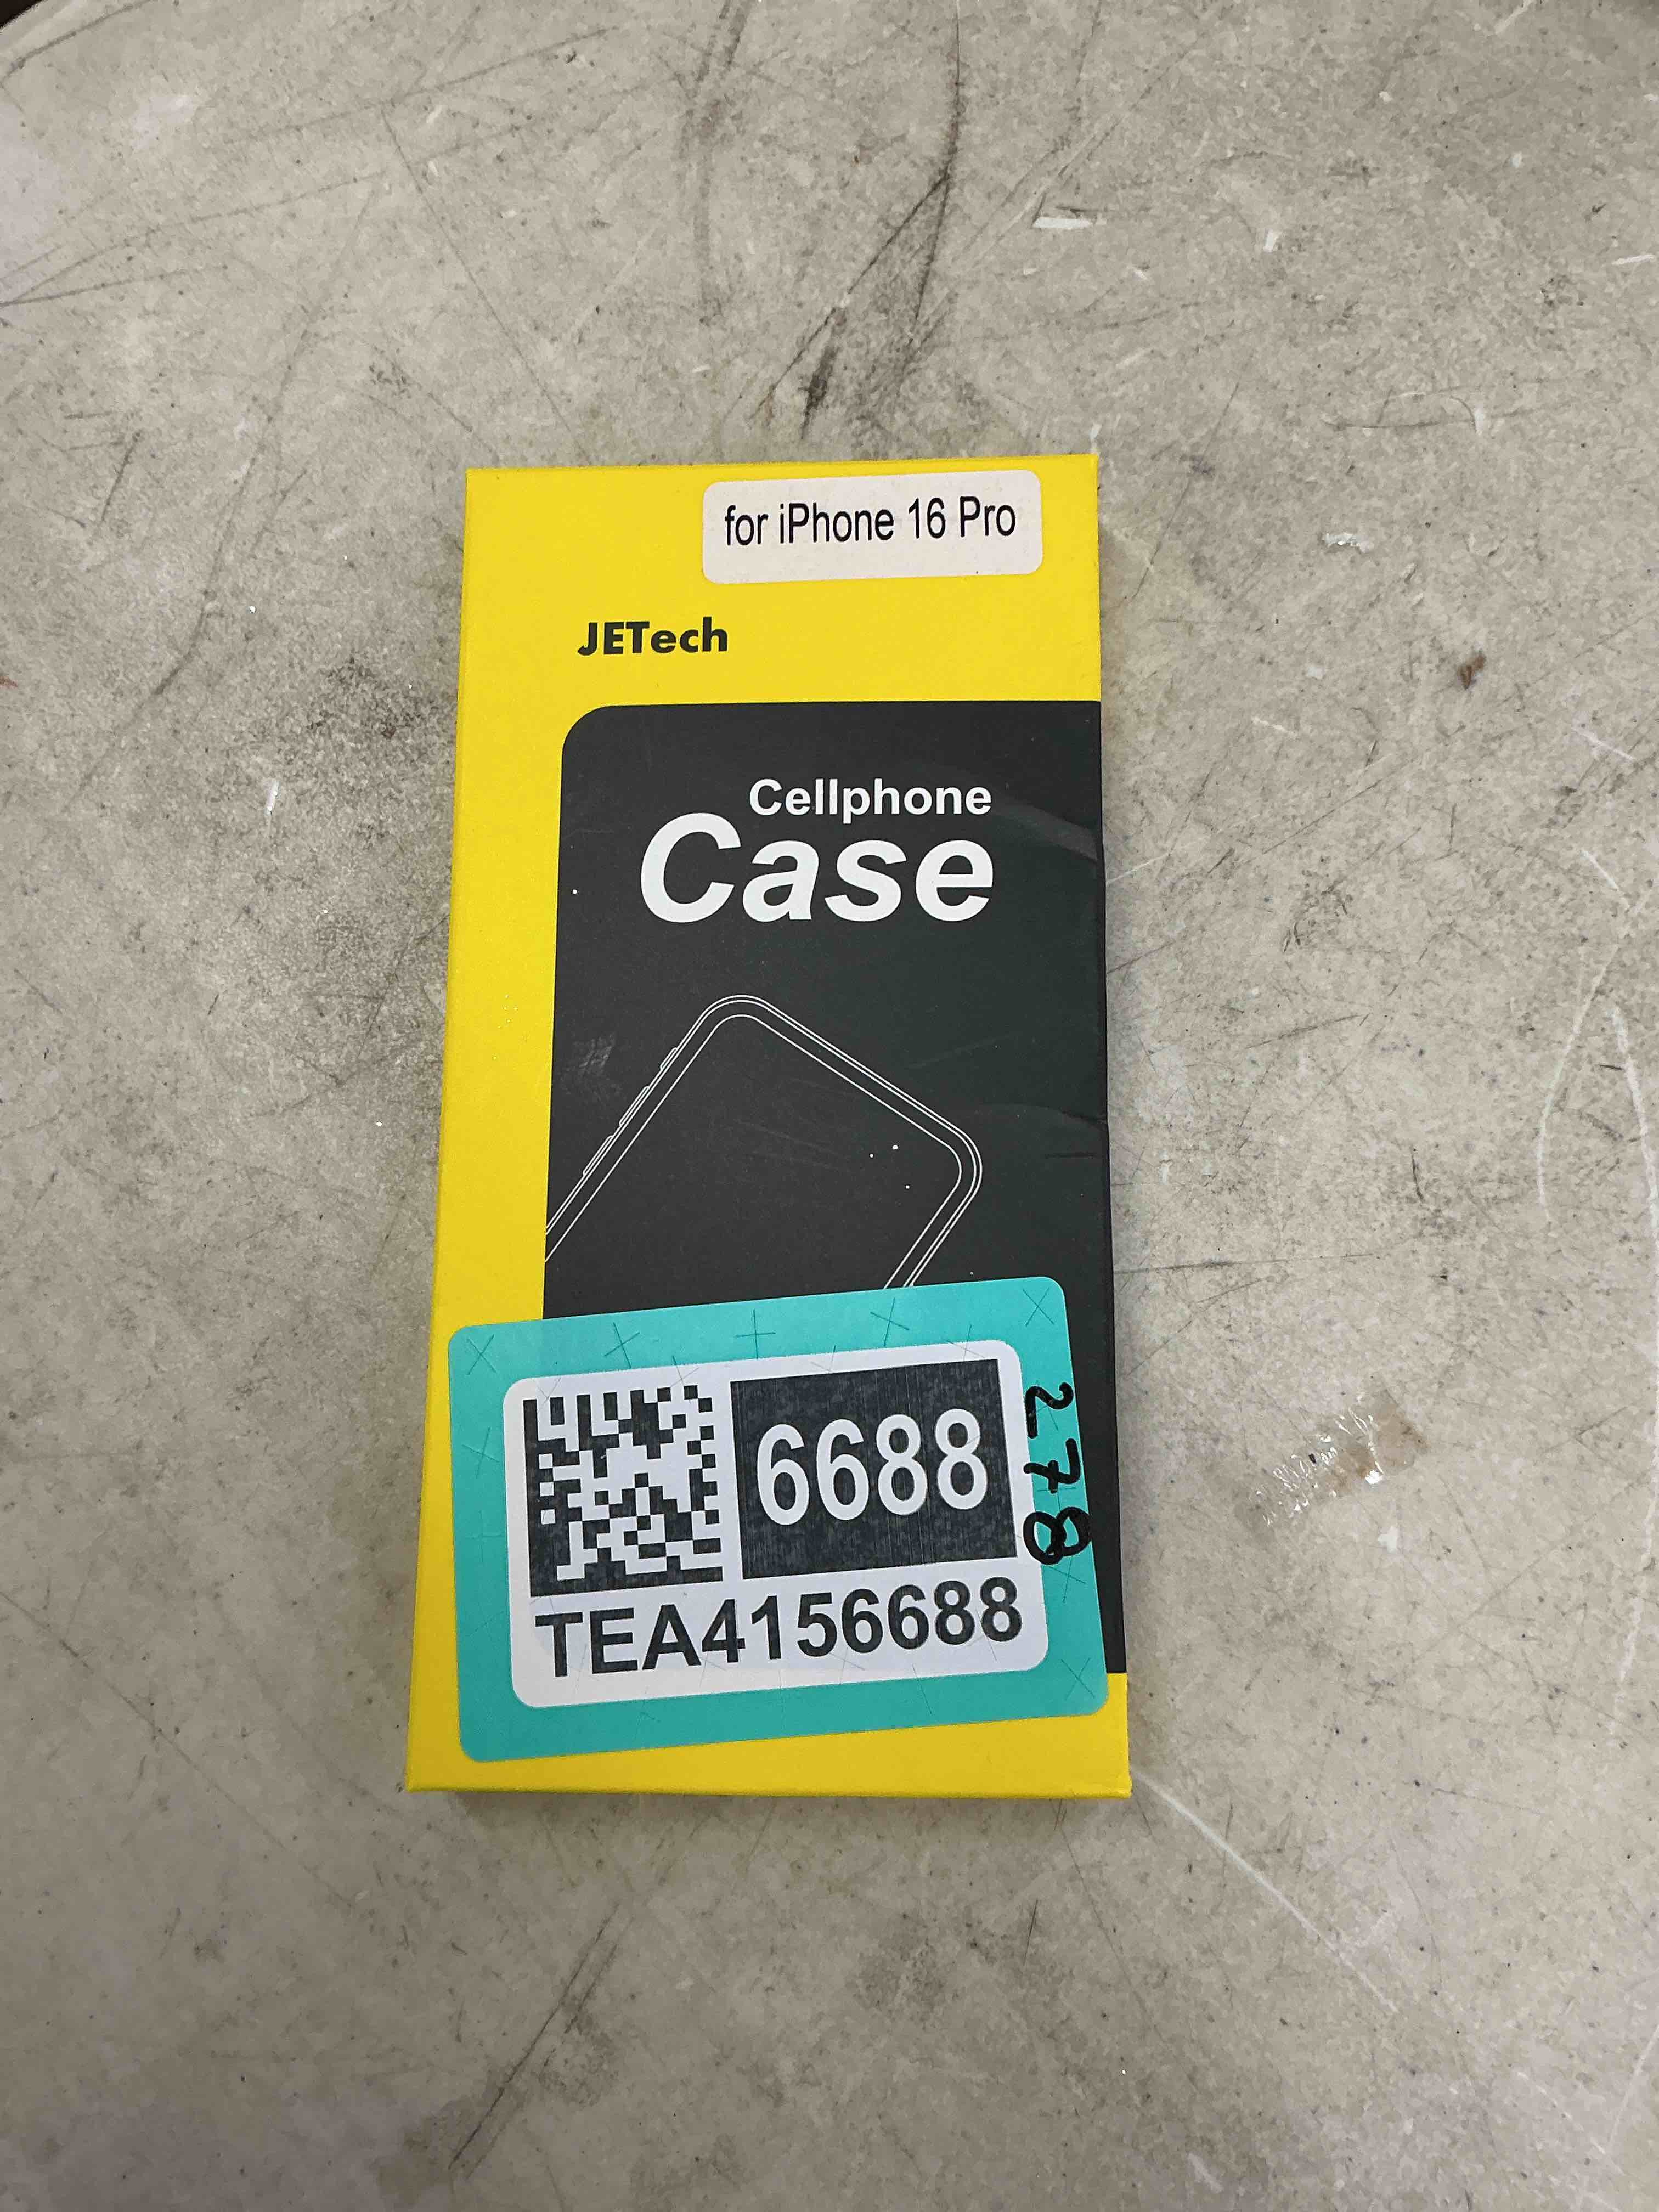 for iPhone 16 Pro
JETech
Cellphone
Case
6688
TEA4156688
278